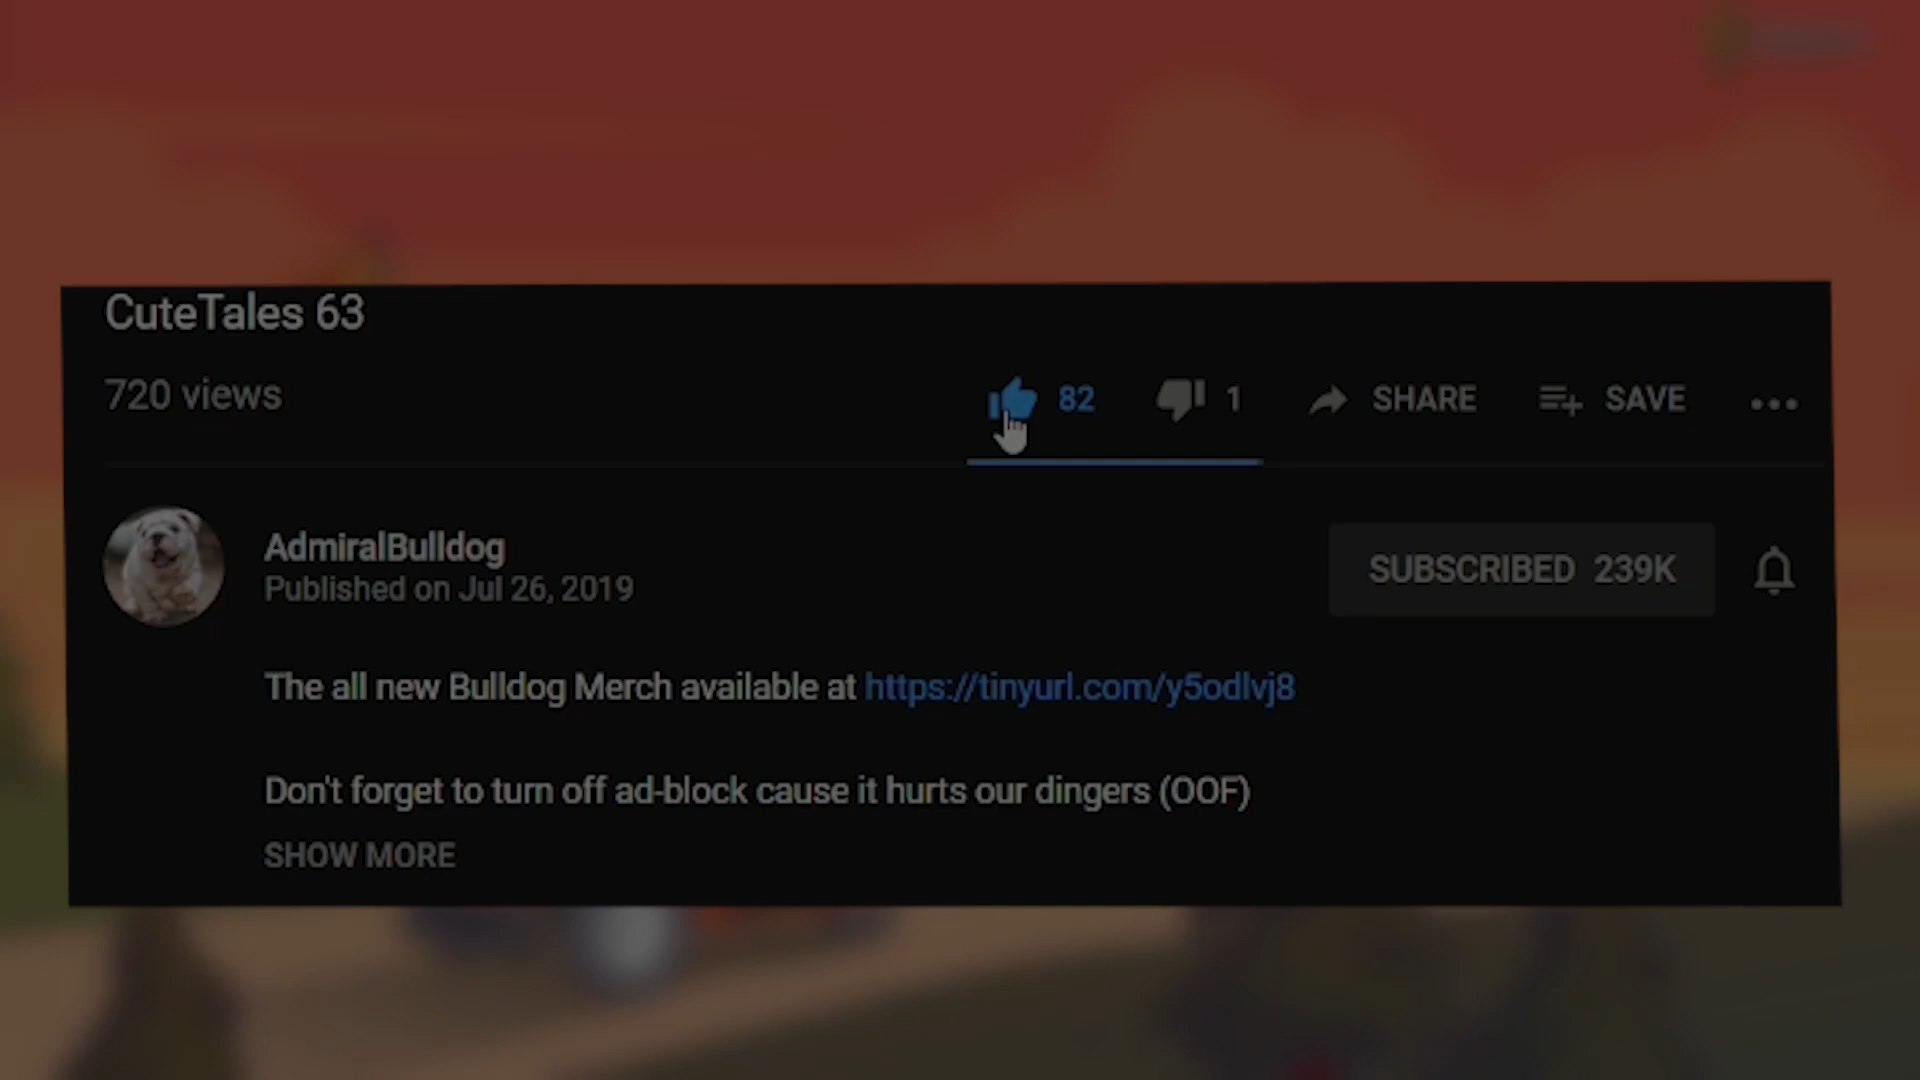 CuteTales 63
720 views
82 1 SHARE SAVE
AdmiralBulldog
Published on Jul 26, 2019
SUBSCRIBED 239K
The all new Bulldog Merch available at https://tinyurl.com/y5odlvj8
Don't forget to turn off ad-block cause it hurts our dingers (OOF)
SHOW MORE